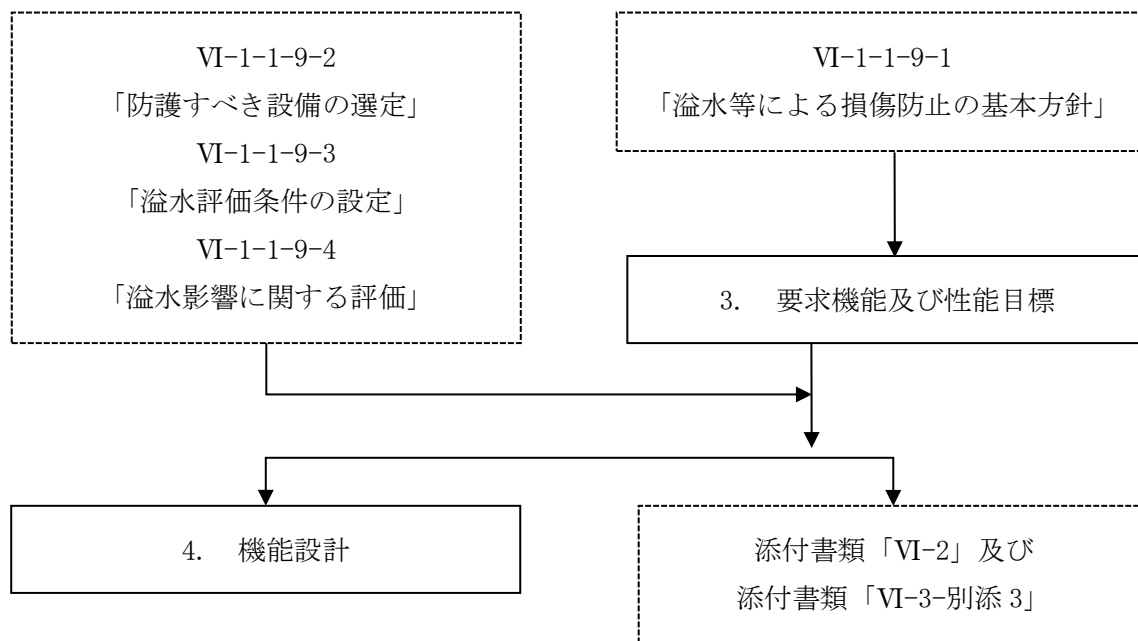 Ⅵ-1-1-9-2
「防護すべき設備の選定」
Ⅵ-1-1-9-3
「溢水評価条件の設定」
Ⅵ-1-1-9-4
「溢水影響に関する評価」
Ⅵ-1-1-9-1
「溢水等による損傷防止の基本方針」
3. 要求機能及び性能目標
4. 機能設計
添付書類「Ⅵ-2」及び
添付書類「Ⅵ-3-別添 3」